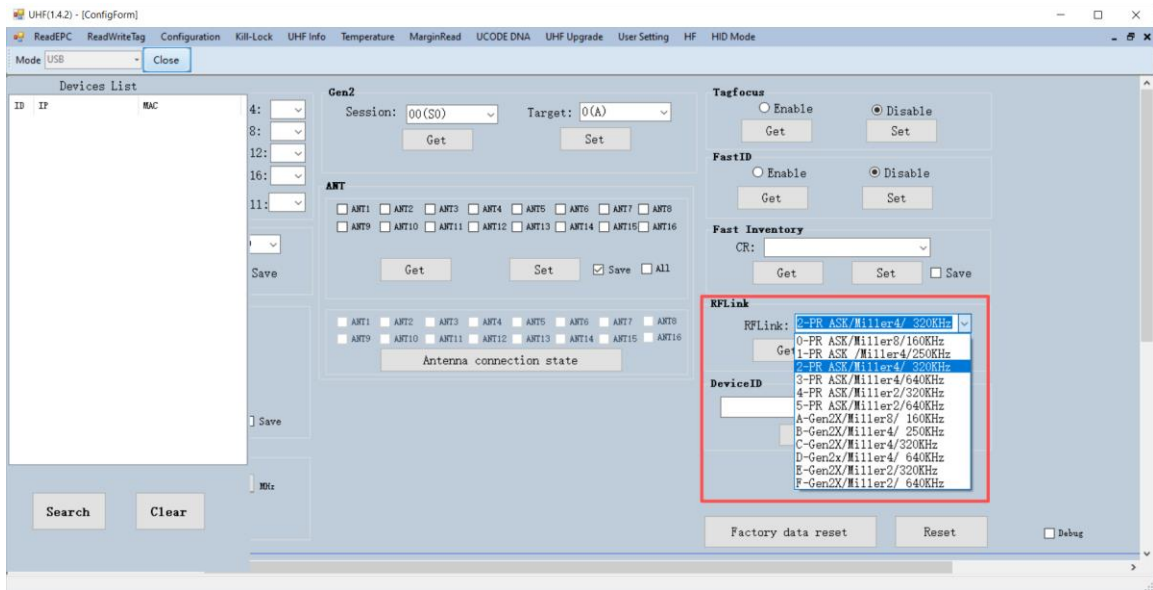 UHF(1.4.2) - [ConfigForm]
ReadEPC ReadWriteTag Configuration Kill-Lock UHF Info Temperature MarginRead UCODE DNA UHF Upgrade User Setting HF HID Mode
Mode USB Close
Devices List
ID IP MAC
4:
8:
12:
16:
11:
Save
Save
MHz
Search Clear
Gen2
Session: 00(S0) Target: 0(A)
Get Set
ANT
ANT1 ANT2 ANT3 ANT4 ANT5 ANT6 ANT7 ANT8
ANT9 ANT10 ANT11 ANT12 ANT13 ANT14 ANT15 ANT16
Get Set Save All
ANT1 ANT2 ANT3 ANT4 ANT5 ANT6 ANT7 ANT8
ANT9 ANT10 ANT11 ANT12 ANT13 ANT14 ANT15 ANT16
Antenna connection state
Tagfocus
Enable Disable
Get Set
FastID
Enable Disable
Get Set
Fast Inventory
CR:
Get Set Save
RFLink
RFLink: 2-PR ASK/Miller4/ 320KHz
Get
0-PR ASK/Miller8/160KHz
1-PR ASK /Miller4/250KHz
2-PR ASK/Miller4/ 320KHz
3-PR ASK/Miller4/640KHz
4-PR ASK/Miller2/320KHz
5-PR ASK/Miller2/640KHz
A-Gen2X/Miller8/ 160KHz
B-Gen2X/Miller4/ 250KHz
C-Gen2X/Miller4/320KHz
D-Gen2x/Miller4/ 640KHz
E-Gen2X/Miller2/320KHz
F-Gen2X/Miller2/ 640KHz
DeviceID
Factory data reset Reset Debug